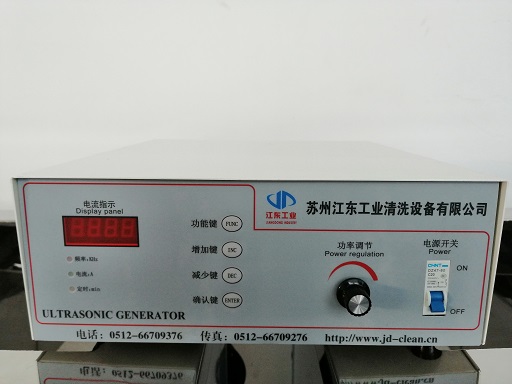 电流指示
Display panel
频率:KHz
电流:A
定时:min
功能键 FUNC
增加键 INC
减少键 DEC
确认键 ENTER
江东工业
JIANGDONG INDUSTRY
苏州江东工业清洗设备有限公司
功率调节
Power regulation
电源开关
Power
CHNT
ON
OFF
ULTRASONIC GENERATOR
电话: 0512-66709376 传真: 0512-66709276 http://www.jd-clean.cn